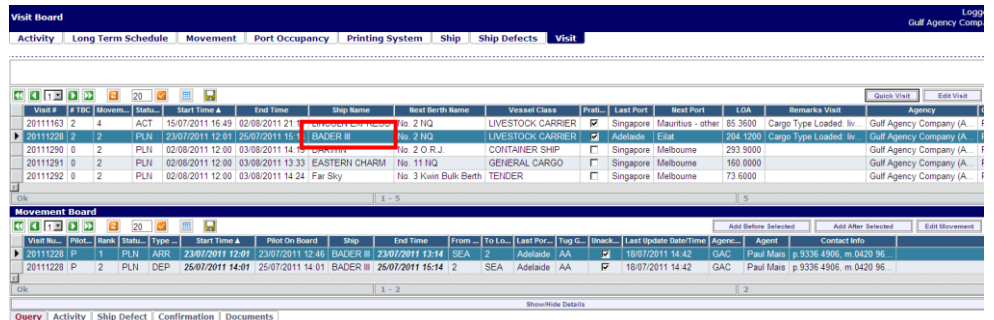 Visit Board
Logge
Gulf Agency Compa
Activity Long Term Schedule Movement Port Occupancy Printing System Ship Ship Defects Visit
1 20 Quick Visit Edit Visit
Visit # # TBC Movem... Statu... Start Time End Time Ship Name Next Berth Name Vessel Class Prati... Last Port Next Port LOA Remarks Visit Agency
20111163 2 4 ACT 15/07/2011 16:49 02/08/2011 21:1 LINCOLN EXPRESS No. 2 NQ LIVESTOCK CARRIER Singapore Mauritius - other 85.3600 Cargo Type Loaded: liv... Gulf Agency Company (A...
20111228 2 2 PLN 23/07/2011 12:01 25/07/2011 15:1 BADER III No. 2 NQ LIVESTOCK CARRIER Adelaide Eilat 204.1200 Cargo Type Loaded: liv... Gulf Agency Company (A...
20111290 0 2 PLN 02/08/2011 12:00 03/08/2011 14:15 No. 2 O.R.J. CONTAINER SHIP Singapore Melbourne 293.9000 Gulf Agency Company (A...
20111291 0 2 PLN 02/08/2011 12:00 03/08/2011 13:33 EASTERN CHARM No. 11 NQ GENERAL CARGO Singapore Melbourne 160.0000 Gulf Agency Company (A...
20111292 0 2 PLN 02/08/2011 12:00 03/08/2011 14:24 Far Sky No. 3 Kwin Bulk Berth TENDER Singapore Melbourne 73.6000 Gulf Agency Company (A...
Ok 1 - 5 5
Movement Board
1 20 Add Before Selected Add After Selected Edit Movement
Visit Nu... Pilot... Rank Statu... Type ... Start Time Pilot On Board Ship End Time From ... To Lo... Last Por... Tug G... Unack... Last Update Date/Time Agenc... Agent Contact Info
20111228 P 1 PLN ARR 23/07/2011 12:01 23/07/2011 12:46 BADER III 23/07/2011 13:14 SEA 2 Adelaide AA 18/07/2011 14:42 GAC Paul Mais p.9336 4906, m.0420 96...
20111228 P 2 PLN DEP 25/07/2011 14:01 25/07/2011 14:01 BADER III 25/07/2011 15:14 2 SEA Adelaide AA 18/07/2011 14:42 GAC Paul Mais p.9336 4906, m.0420 96...
Ok 1 - 2 2
Show/Hide Details
Query Activity Ship Defect Confirmation Documents